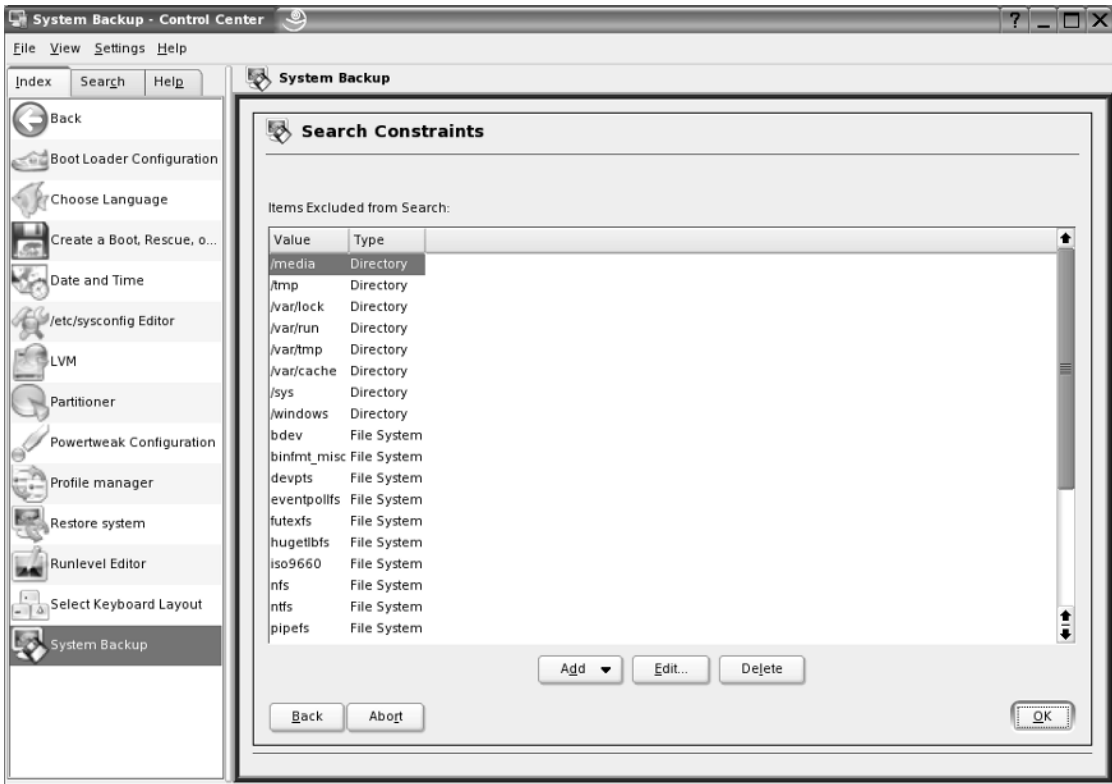 System Backup - Control Center
?
File View Settings Help
Index Search Help
Back
Boot Loader Configuration
Choose Language
Create a Boot, Rescue, o...
Date and Time
/etc/sysconfig Editor
LVM
Partitioner
Powertweak Configuration
Profile manager
Restore system
Runlevel Editor
Select Keyboard Layout
System Backup
System Backup
Search Constraints
Items Excluded from Search:
Value Type
/media Directory
/tmp Directory
/var/lock Directory
/var/run Directory
/var/tmp Directory
/var/cache Directory
/sys Directory
/windows Directory
bdev File System
binfmt_misc File System
devpts File System
eventpollfs File System
futexfs File System
hugetlbfs File System
iso9660 File System
nfs File System
ntfs File System
pipefs File System
Add Edit... Delete
Back Abort OK